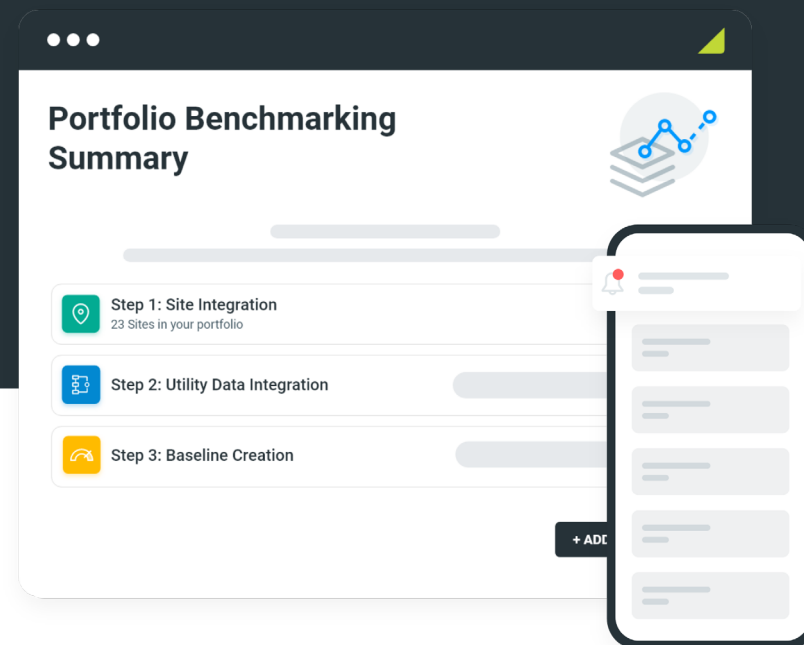 Portfolio Benchmarking
Summary
Step 1: Site Integration
23 Sites in your portfolio
Step 2: Utility Data Integration
Step 3: Baseline Creation
+ ADD